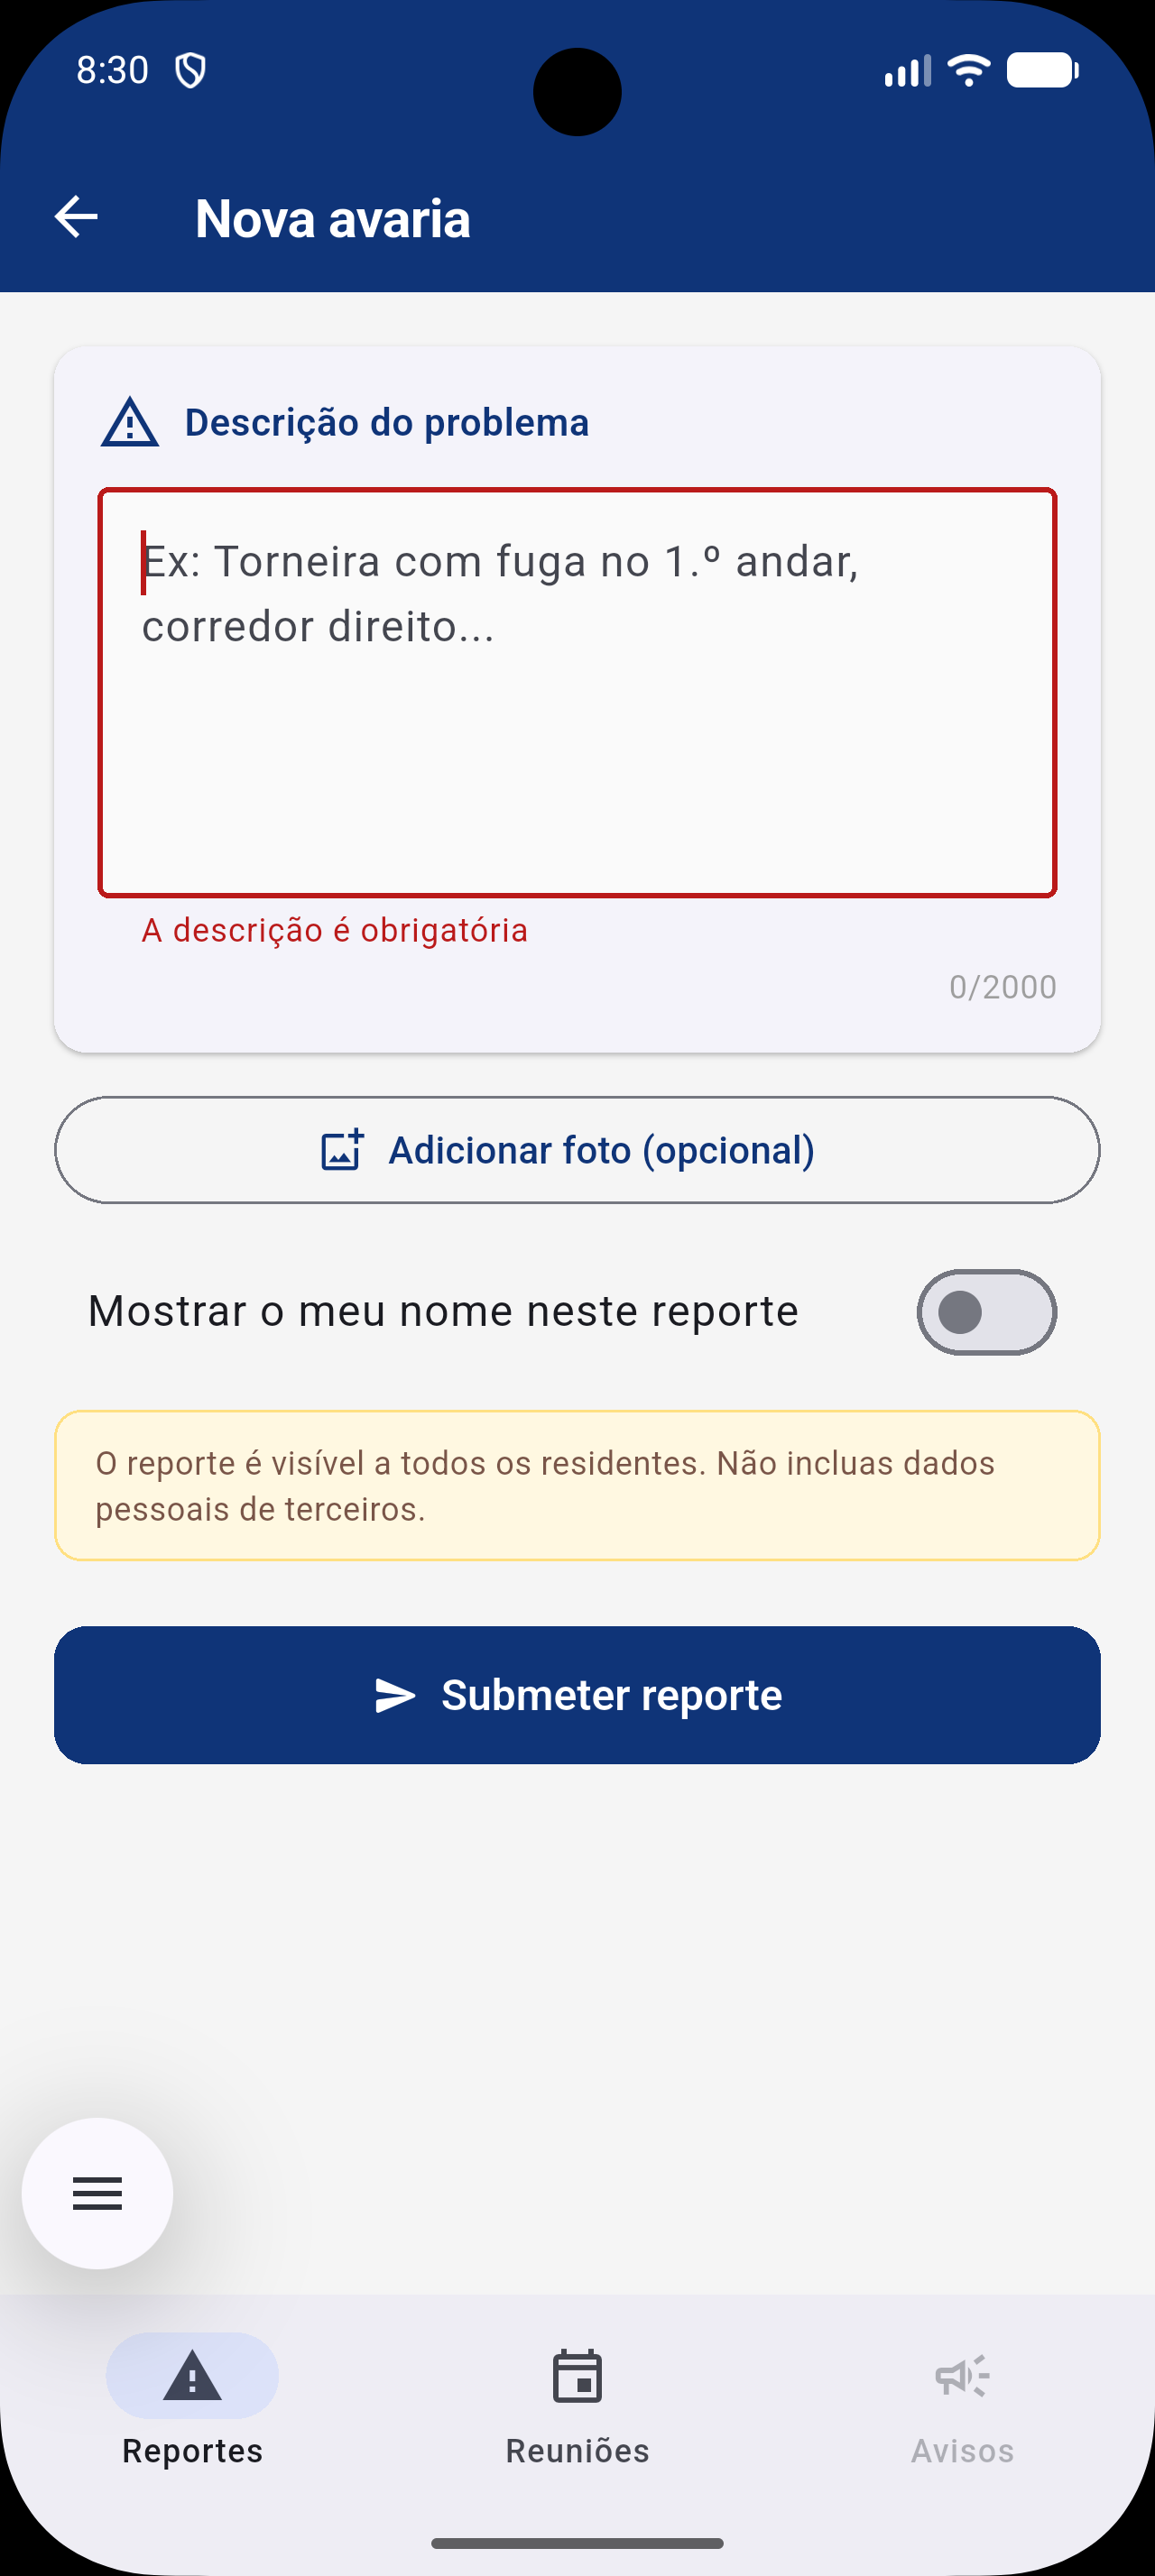 8:30
Nova avaria
Descrição do problema
Ex: Torneira com fuga no 1.º andar,
corredor direito...
A descrição é obrigatória
0/2000
Adicionar foto (opcional)
Mostrar o meu nome neste reporte
O reporte é visível a todos os residentes. Não incluas dados
pessoais de terceiros.
Submeter reporte
Reportes
Reuniões
Avisos